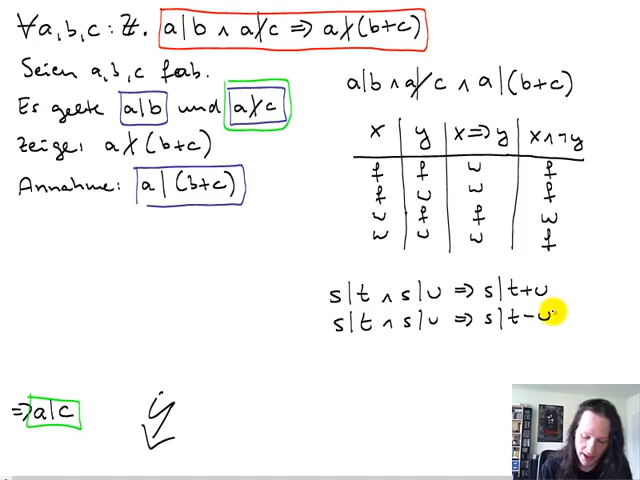 ∀a,b,c:ℤ. a|b ∧ a∤c ⇒ a∤(b+c)
Seien a,b,c fab.
Es gelte a|b und a∤c
Zeige: a∤(b+c)
Annahme: a|(b+c)
⇒ a|c
a|b ∧ a∤c ∧ a|(b+c)
x y x⇒y x∧¬y
f f w f
f w w f
w f f w
w w w f
s|t ∧ s|u ⇒ s|t+u
s|t ∧ s|u ⇒ s|t-u